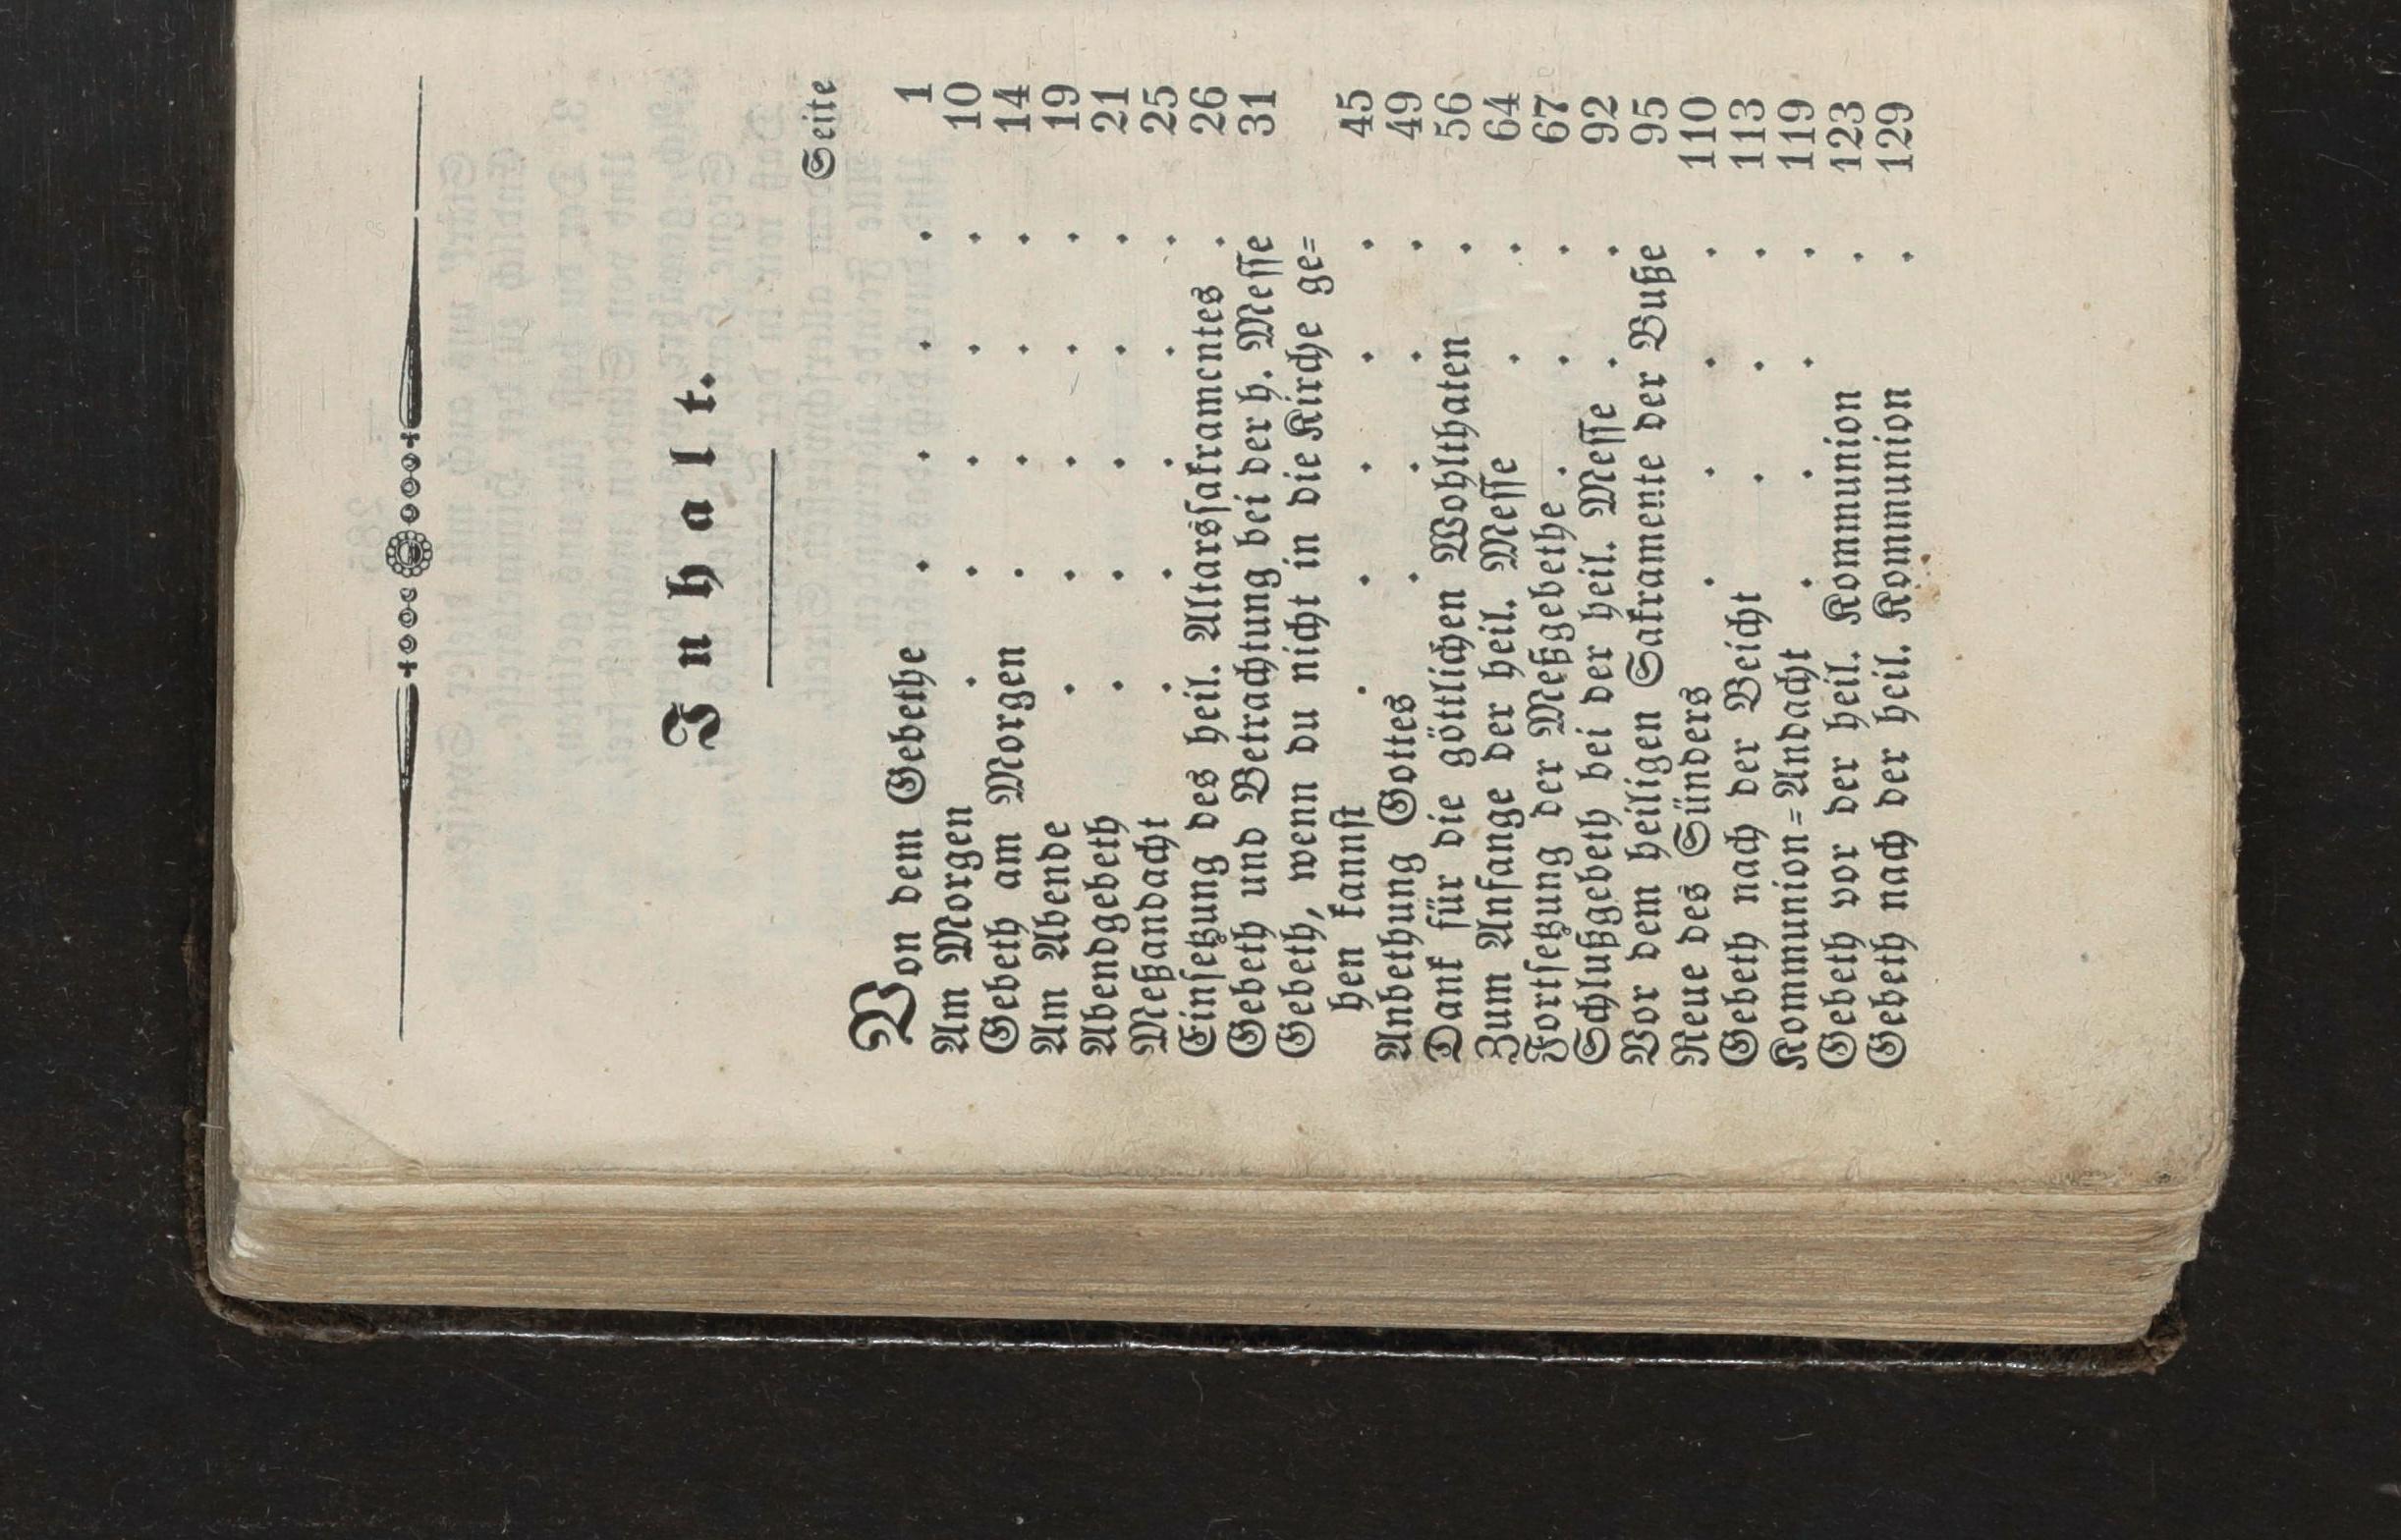 Inhalt.
Seite
Von dem Gebethe . . . . 1
Am Morgen . . . . . 10
Gebeth am Morgen . . . . 14
Am Abende . . . . . 19
Abendgebeth . . . . . 21
Meßandacht . . . . . 25
Einsetzung des heil. Altarssakramentes . 26
Gebeth und Betrachtung bei der h. Messe 31
Gebeth, wenn du nicht in die Kirche ge=
hen kannst . . . . . 45
Anbethung Gottes . . . . 49
Dank für die göttlichen Wohlthaten . 56
Zum Anfange der heil. Messe . . 64
Fortsetzung der Meßgebethe . . . 67
Schlußgebeth bei der heil. Messe . . 92
Vor dem heiligen Sakramente der Buße 95
Reue des Sünders . . . . 110
Gebeth nach der Beicht . . . 113
Kommunion=Andacht . . . . 119
Gebeth vor der heil. Kommunion . 123
Gebeth nach der heil. Kommunion . 129